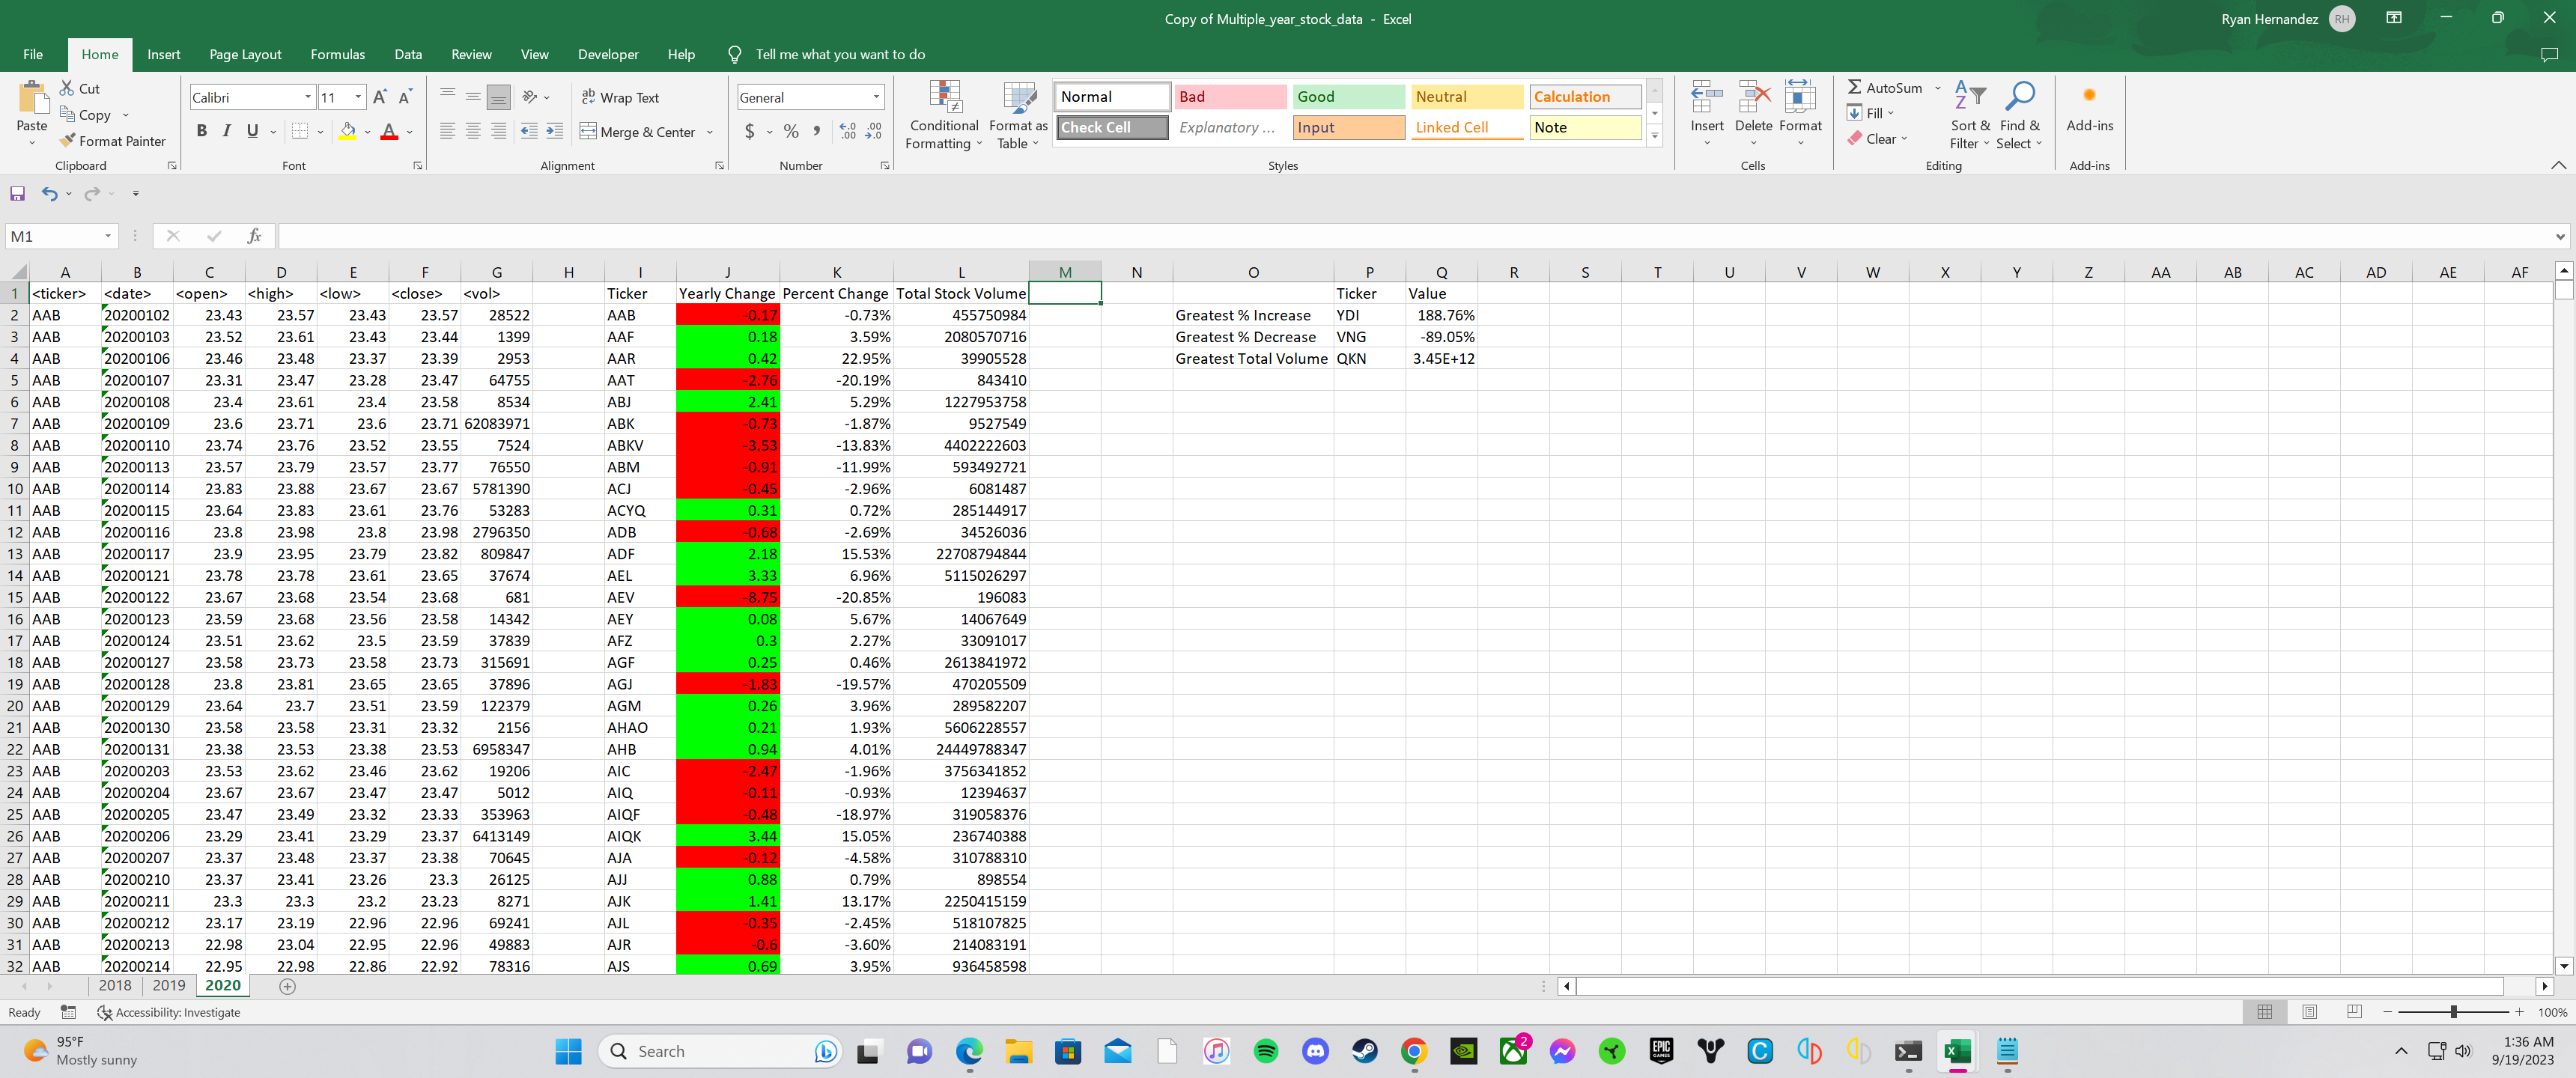 Copy of Multiple_year_stock_data - Excel
Ryan Hernandez RH
File Home Insert Page Layout Formulas Data Review View Developer Help Tell me what you want to do
Paste
Cut
Copy
Format Painter
Clipboard
Calibri 11
B I U
Font
Wrap Text
Merge & Center
Alignment
General
$ %
Number
Conditional Formatting
Format as Table
Normal Bad Good Neutral Calculation
Check Cell Explanatory ... Input Linked Cell Note
Styles
Insert Delete Format
Cells
AutoSum
Fill
Clear
Sort & Filter
Find & Select
Editing
Add-ins
Add-ins
M1 fx
A B C D E F G H I J K L M N O P Q R S T U V W X Y Z AA AB AC AD AE AF
1 <ticker> <date> <open> <high> <low> <close> <vol> Ticker Yearly Change Percent Change Total Stock Volume Ticker Value
2 AAB 20200102 23.43 23.57 23.43 23.57 28522 AAB -0.17 -0.73% 455750984 Greatest % Increase YDI 188.76%
3 AAB 20200103 23.52 23.61 23.43 23.44 1399 AAF 0.18 3.59% 2080570716 Greatest % Decrease VNG -89.05%
4 AAB 20200106 23.46 23.48 23.37 23.39 2953 AAR 0.42 22.95% 39905528 Greatest Total Volume QKN 3.45E+12
5 AAB 20200107 23.31 23.47 23.28 23.47 64755 AAT -2.76 -20.19% 843410
6 AAB 20200108 23.4 23.61 23.4 23.58 8534 ABJ 2.41 5.29% 1227953758
7 AAB 20200109 23.6 23.71 23.6 23.71 62083971 ABK -0.73 -1.87% 9527549
8 AAB 20200110 23.74 23.76 23.52 23.55 7524 ABKV -3.53 -13.83% 4402222603
9 AAB 20200113 23.57 23.79 23.57 23.77 76550 ABM -0.91 -11.99% 593492721
10 AAB 20200114 23.83 23.88 23.67 23.67 5781390 ACJ -0.45 -2.96% 6081487
11 AAB 20200115 23.64 23.83 23.61 23.76 53283 ACYQ 0.31 0.72% 285144917
12 AAB 20200116 23.8 23.98 23.8 23.98 2796350 ADB -0.68 -2.69% 34526036
13 AAB 20200117 23.9 23.95 23.79 23.82 809847 ADF 2.18 15.53% 22708794844
14 AAB 20200121 23.78 23.78 23.61 23.65 37674 AEL 3.33 6.96% 5115026297
15 AAB 20200122 23.67 23.68 23.54 23.68 681 AEV -8.75 -20.85% 196083
16 AAB 20200123 23.59 23.68 23.56 23.58 14342 AEY 0.08 5.67% 14067649
17 AAB 20200124 23.51 23.62 23.5 23.59 37839 AFZ 0.3 2.27% 33091017
18 AAB 20200127 23.58 23.73 23.58 23.73 315691 AGF 0.25 0.46% 2613841972
19 AAB 20200128 23.8 23.81 23.65 23.65 37896 AGJ -1.83 -19.57% 470205509
20 AAB 20200129 23.64 23.7 23.51 23.59 122379 AGM 0.26 3.96% 289582207
21 AAB 20200130 23.58 23.58 23.31 23.32 2156 AHAO 0.21 1.93% 5606228557
22 AAB 20200131 23.38 23.53 23.38 23.53 6958347 AHB 0.94 4.01% 24449788347
23 AAB 20200203 23.53 23.62 23.46 23.62 19206 AIC -2.47 -1.96% 3756341852
24 AAB 20200204 23.67 23.67 23.47 23.47 5012 AIQ -0.11 -0.93% 12394637
25 AAB 20200205 23.47 23.49 23.32 23.33 353963 AIQF -0.48 -18.97% 319058376
26 AAB 20200206 23.29 23.41 23.29 23.37 6413149 AIQK 3.44 15.05% 236740388
27 AAB 20200207 23.37 23.48 23.37 23.38 70645 AJA -0.12 -4.58% 310788310
28 AAB 20200210 23.37 23.41 23.26 23.3 26125 AJJ 0.88 0.79% 898554
29 AAB 20200211 23.3 23.3 23.2 23.23 8271 AJK 1.41 13.17% 2250415159
30 AAB 20200212 23.17 23.19 22.96 22.96 69241 AJL -0.35 -2.45% 518107825
31 AAB 20200213 22.98 23.04 22.95 22.96 49883 AJR -0.6 -3.60% 214083191
32 AAB 20200214 22.95 22.98 22.86 22.92 78316 AJS 0.69 3.95% 936458598
2018 2019 2020
Ready Accessibility: Investigate 100%
95°F
Mostly sunny
Search
2
EPIC GAMES
1:36 AM
9/19/2023